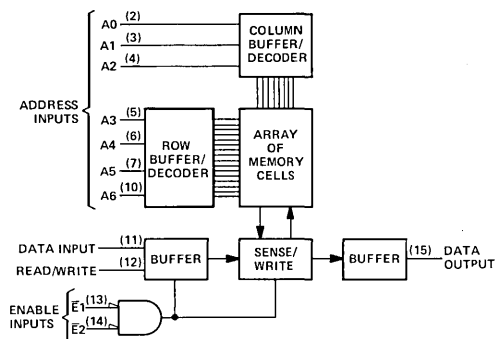 A0 (2)
A1 (3)
A2 (4)
COLUMN
BUFFER/
DECODER
ADDRESS
INPUTS
A3 (5)
A4 (6)
A5 (7)
A6 (10)
ROW
BUFFER/
DECODER
ARRAY
OF
MEMORY
CELLS
DATA INPUT (11)
READ/WRITE (12)
BUFFER
SENSE/
WRITE
BUFFER
(15) DATA
OUTPUT
ENABLE
INPUTS
E̅1 (13)
E̅2 (14)